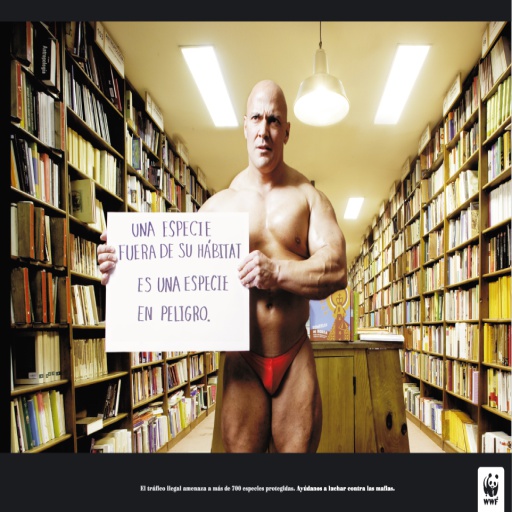 UNA ESPECIE
FUERA DE SU HÁBITAT
ES UNA ESPECIE
EN PELIGRO.
El tráfico ilegal amenaza a más de 700 especies protegidas. Ayúdanos a luchar contra las mafias.
WWF
WWF